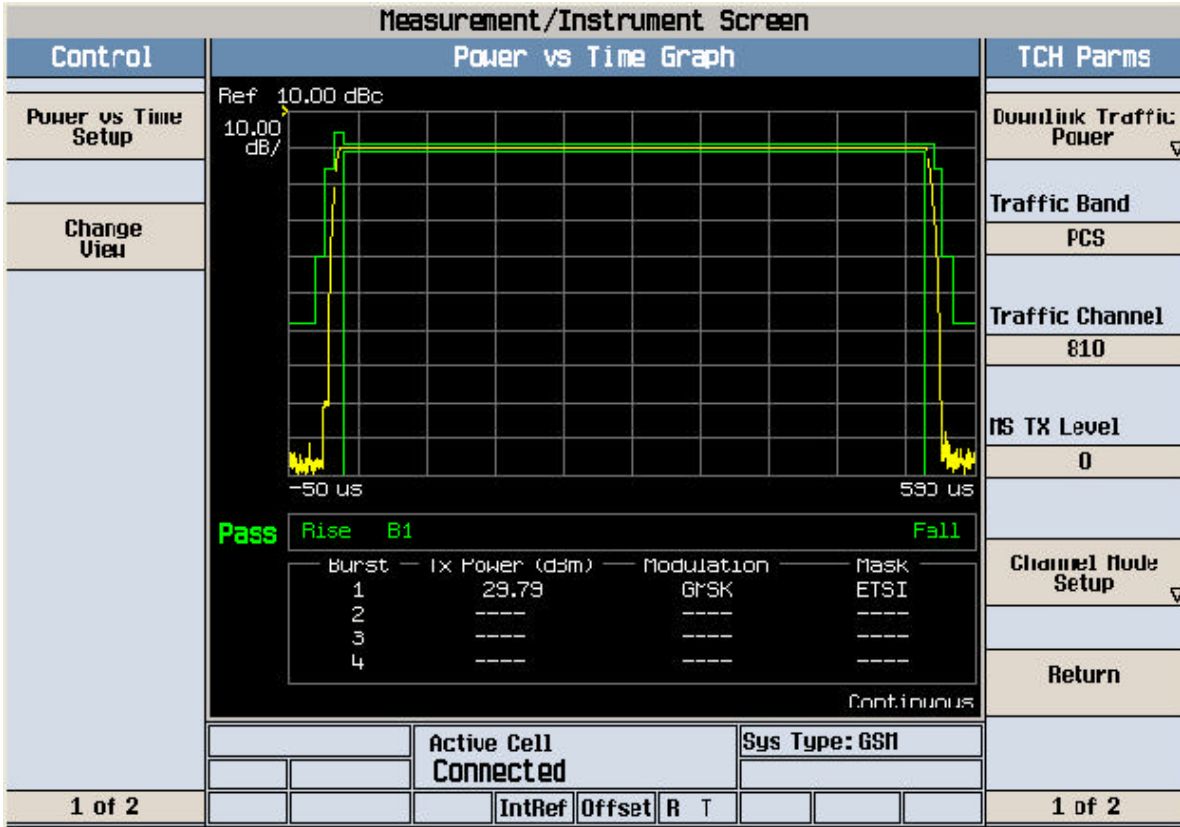 Measurement/Instrument Screen
Control
Power vs Time Graph
TCH Parms
Power vs Time
Setup
Change
View
1 of 2
Ref 10.00 dBc
10.00
dB/
-50 us
590 us
Pass
Rise B1 Fall
Burst Tx Power (dBm) Modulation Mask
1 29.79 GMSK ETSI
2 ---- ---- ----
3 ---- ---- ----
4 ---- ---- ----
Continuous
Active Cell
Connected
Sys Type: GSM
IntRef Offset R T
Downlink Traffic
Power
Traffic Band
PCS
Traffic Channel
810
MS TX Level
0
Channel Mode
Setup
Return
1 of 2